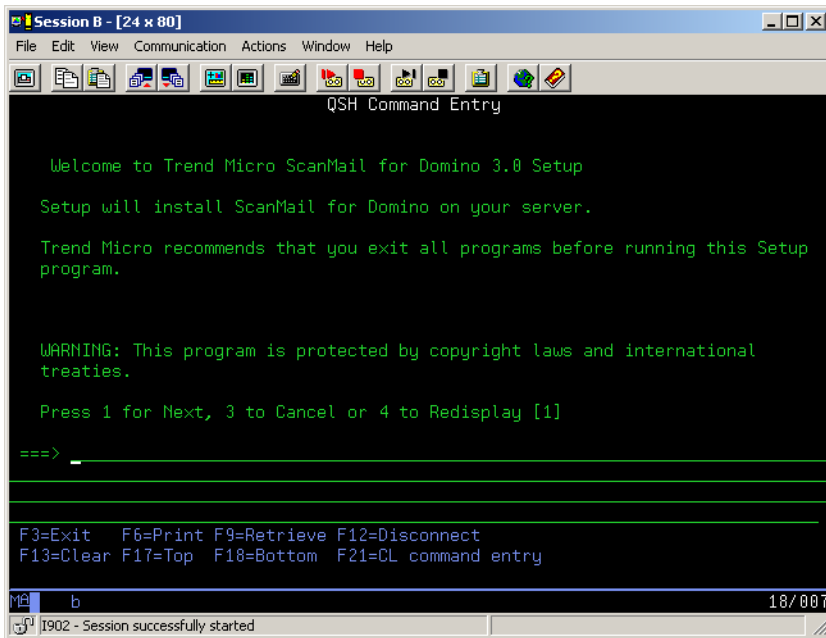 Session B - [24 x 80]
File Edit View Communication Actions Window Help
QSH Command Entry
Welcome to Trend Micro ScanMail for Domino 3.0 Setup
Setup will install ScanMail for Domino on your server.
Trend Micro recommends that you exit all programs before running this Setup
program.
WARNING: This program is protected by copyright laws and international
treaties.
Press 1 for Next, 3 to Cancel or 4 to Redisplay [1]
===> _
F3=Exit F6=Print F9=Retrieve F12=Disconnect
F13=Clear F17=Top F18=Bottom F21=CL command entry
MA b 18/007
I902 - Session successfully started